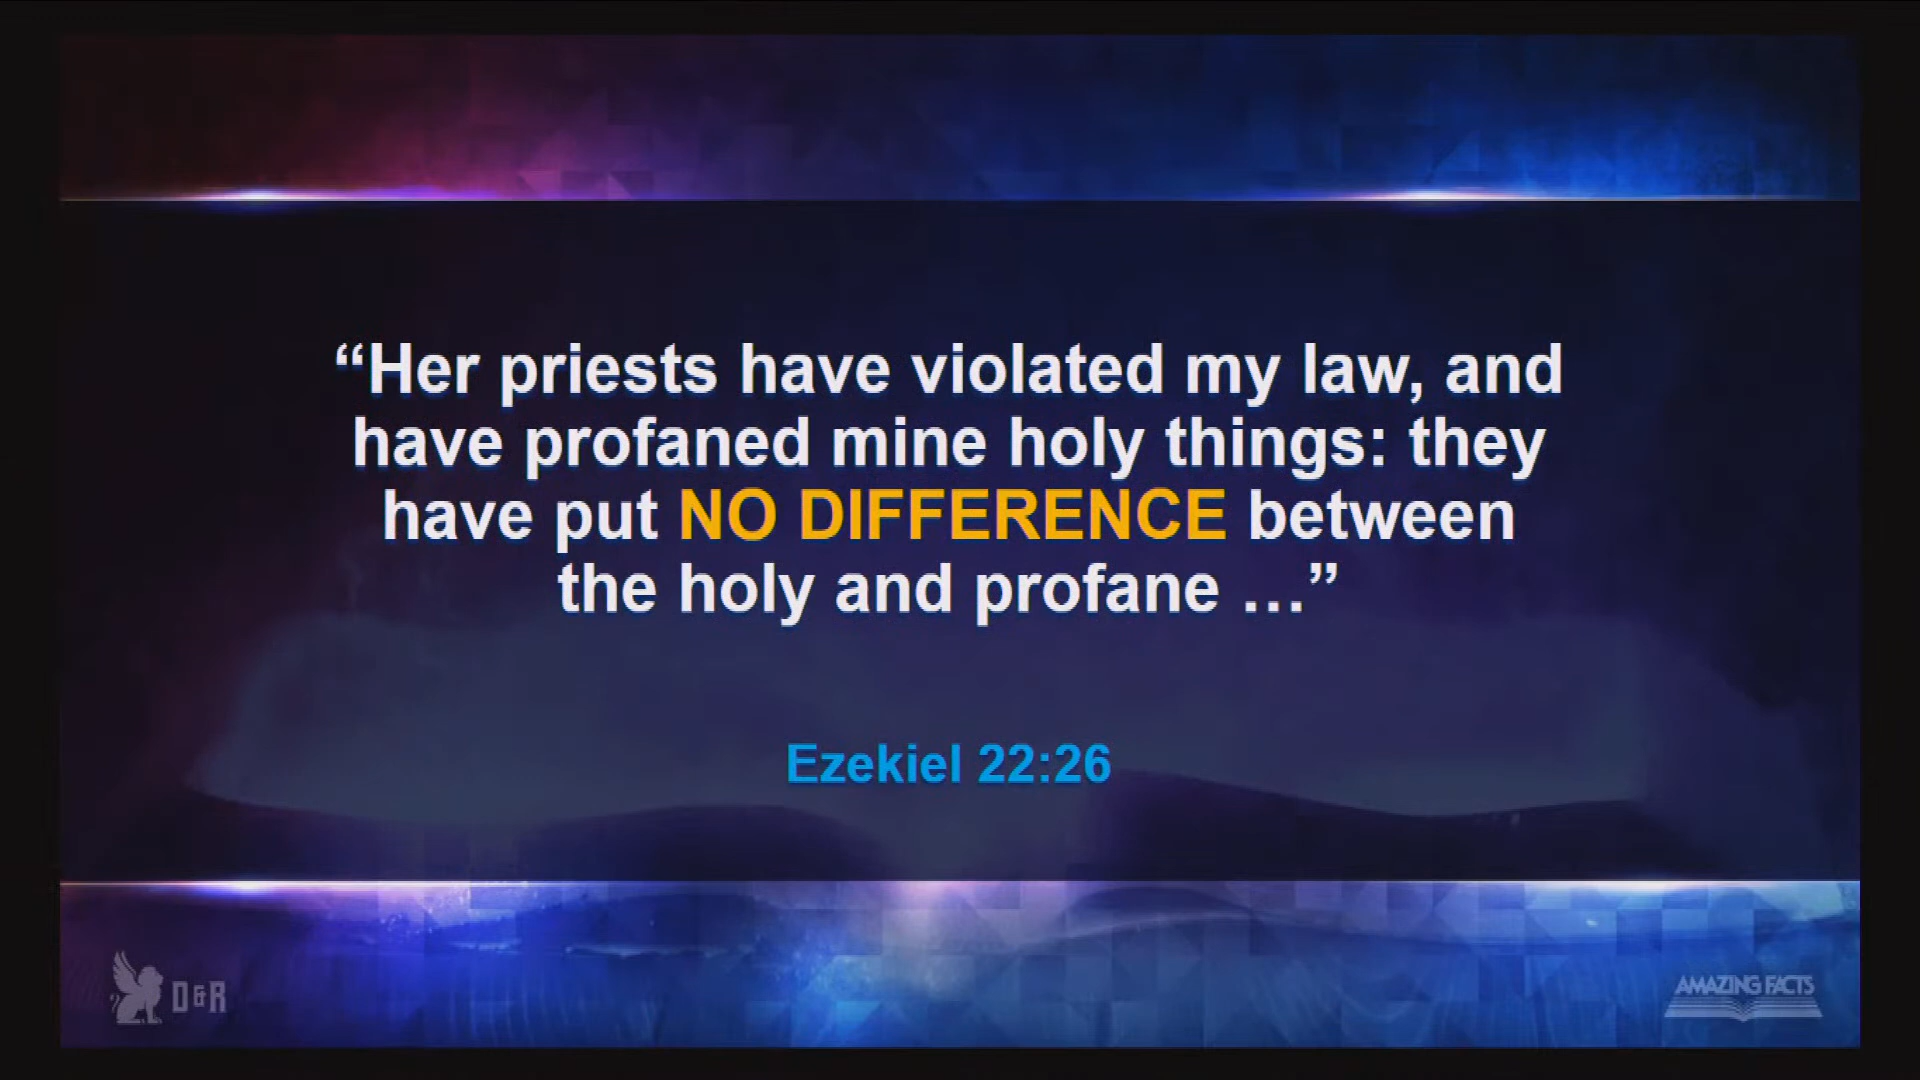 “Her priests have violated my law, and
have profaned mine holy things: they
have put NO DIFFERENCE between
the holy and profane …”
Ezekiel 22:26
D&R
AMAZING FACTS